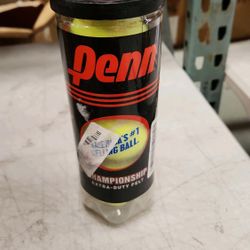 Penn
#1
BALL.
CHAMPIONSHIP
EXTRA-DUTY FELT